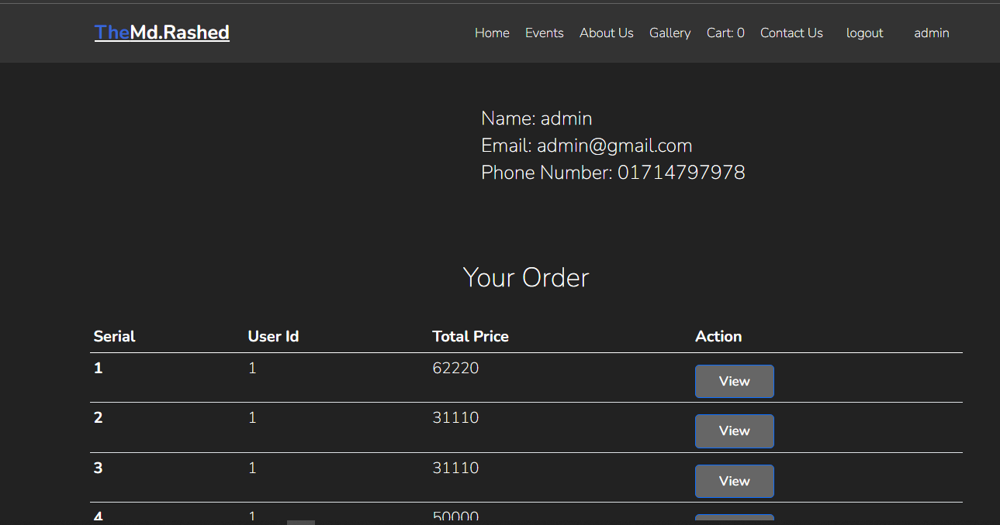 TheMd.Rashed Home Events About Us Gallery Cart: 0 Contact Us logout admin
Name: admin
Email: admin@gmail.com
Phone Number: 01714797978
Your Order
Serial User Id Total Price Action
1 1 62220 View
2 1 31110 View
3 1 31110 View
4 1 50000